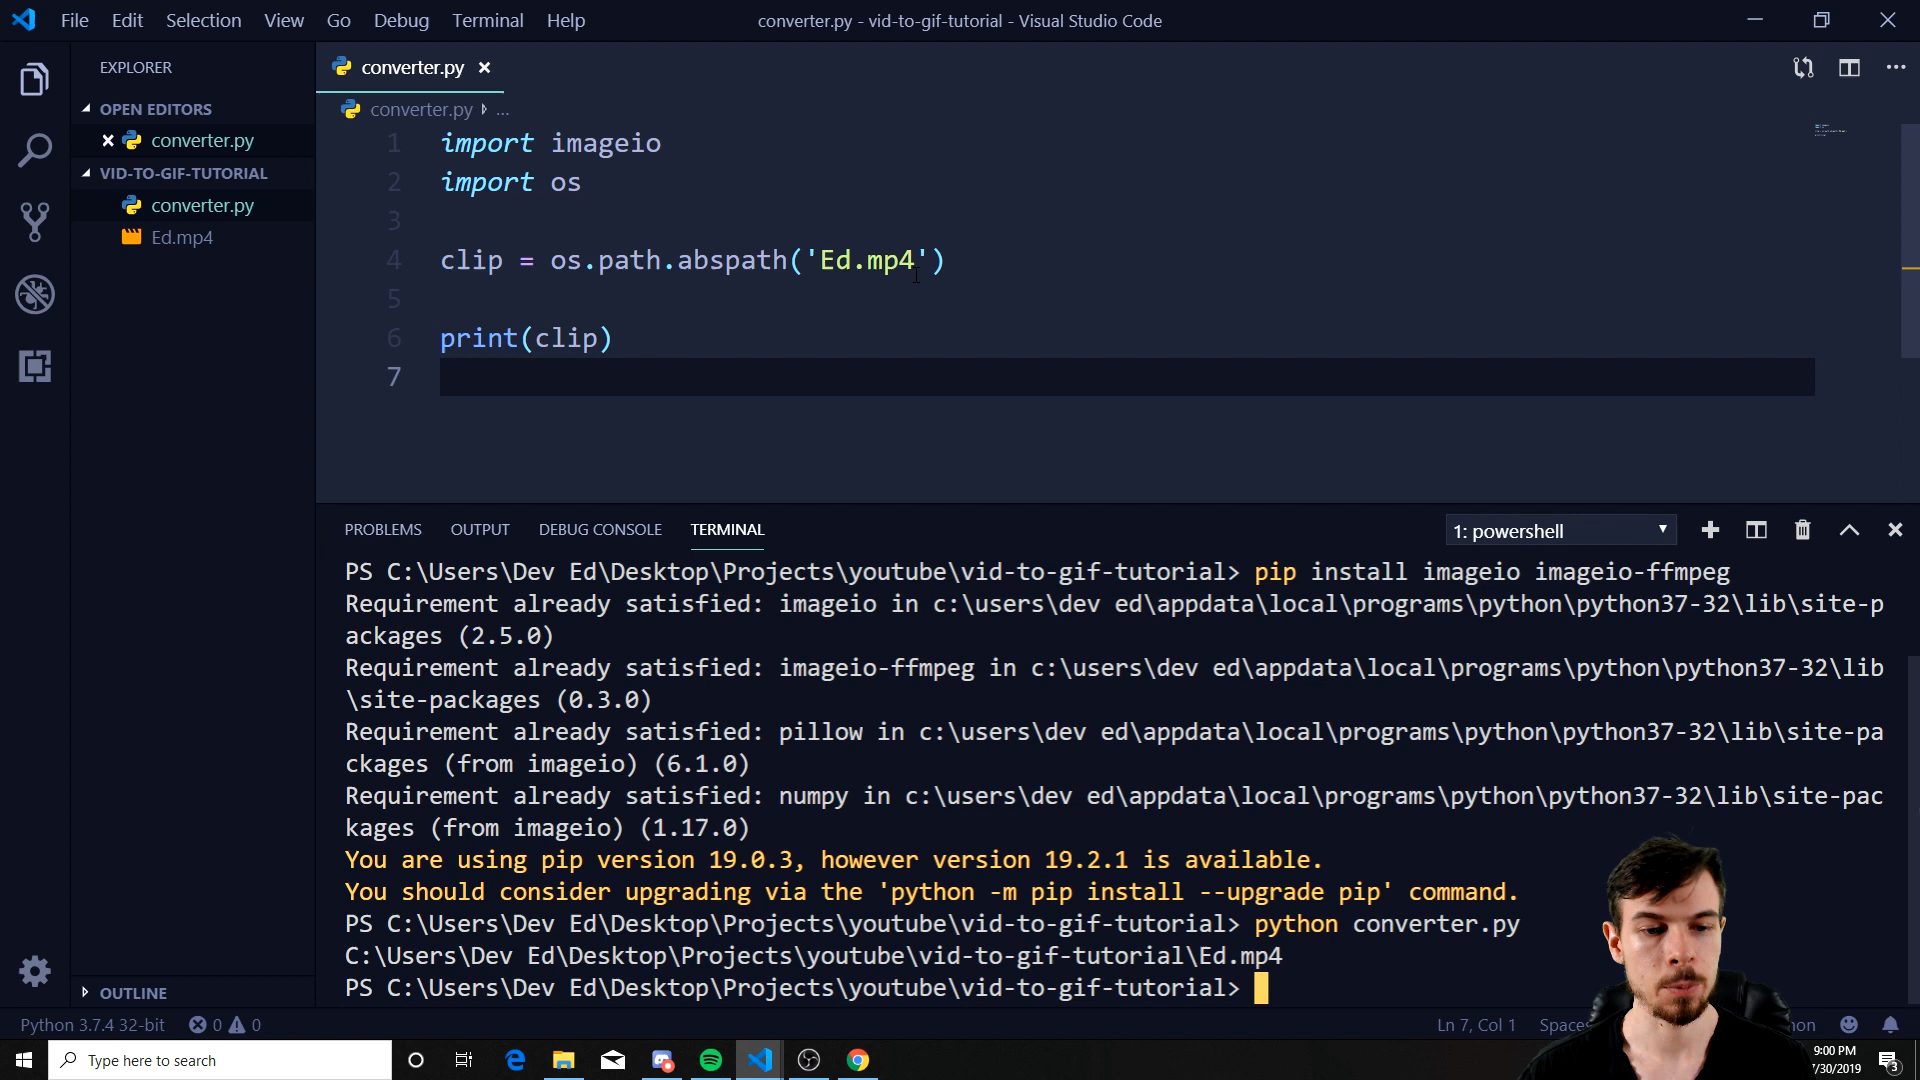 File Edit Selection View Go Debug Terminal Help
converter.py - vid-to-gif-tutorial - Visual Studio Code
EXPLORER
OPEN EDITORS
converter.py
VID-TO-GIF-TUTORIAL
converter.py
Ed.mp4
OUTLINE
converter.py
converter.py ...
1 import imageio
2 import os
3
4 clip = os.path.abspath('Ed.mp4')
5
6 print(clip)
7
PROBLEMS OUTPUT DEBUG CONSOLE TERMINAL
1: powershell
PS C:\Users\Dev Ed\Desktop\Projects\youtube\vid-to-gif-tutorial> pip install imageio imageio-ffmpeg
Requirement already satisfied: imageio in c:\users\dev ed\appdata\local\programs\python\python37-32\lib\site-p
ackages (2.5.0)
Requirement already satisfied: imageio-ffmpeg in c:\users\dev ed\appdata\local\programs\python\python37-32\lib
\site-packages (0.3.0)
Requirement already satisfied: pillow in c:\users\dev ed\appdata\local\programs\python\python37-32\lib\site-pa
ckages (from imageio) (6.1.0)
Requirement already satisfied: numpy in c:\users\dev ed\appdata\local\programs\python\python37-32\lib\site-pac
kages (from imageio) (1.17.0)
You are using pip version 19.0.3, however version 19.2.1 is available.
You should consider upgrading via the 'python -m pip install --upgrade pip' command.
PS C:\Users\Dev Ed\Desktop\Projects\youtube\vid-to-gif-tutorial> python converter.py
C:\Users\Dev Ed\Desktop\Projects\youtube\vid-to-gif-tutorial\Ed.mp4
PS C:\Users\Dev Ed\Desktop\Projects\youtube\vid-to-gif-tutorial>
Python 3.7.4 32-bit 0 0
Ln 7, Col 1
Type here to search
9:00 PM
7/30/2019
3